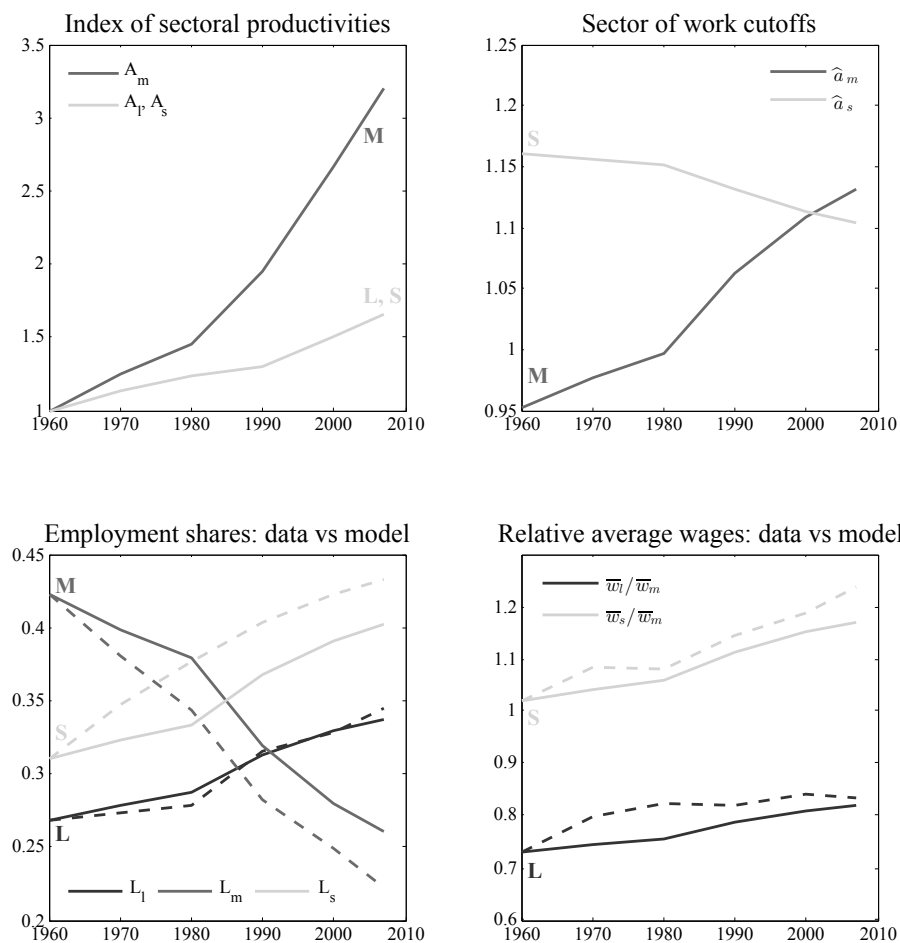 Index of sectoral productivities
3.5
3
2.5
2
1.5
1
A_m
A_l, A_s
M
L, S
1960 1970 1980 1990 2000 2010
Sector of work cutoffs
1.25
1.2
1.15
1.1
1.05
1
0.95
â_m
â_s
S
M
1960 1970 1980 1990 2000 2010
Employment shares: data vs model
0.45
0.4
0.35
0.3
0.25
0.2
M
S
L
L_l L_m L_s
1960 1970 1980 1990 2000 2010
Relative average wages: data vs model
1.2
1.1
1
0.9
0.8
0.7
0.6
w̅_l/w̅_m
w̅_s/w̅_m
S
L
1960 1970 1980 1990 2000 2010